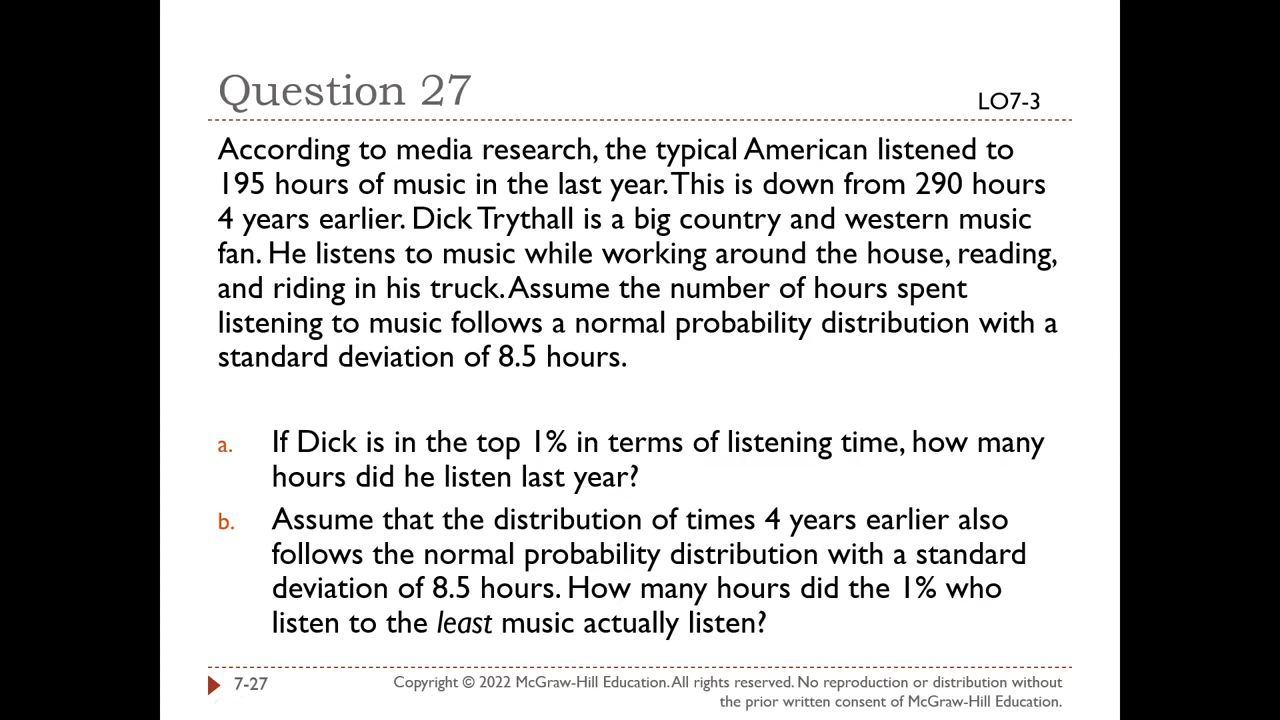 Question 27
LO7-3
According to media research, the typical American listened to
195 hours of music in the last year. This is down from 290 hours
4 years earlier. Dick Trythall is a big country and western music
fan. He listens to music while working around the house, reading,
and riding in his truck. Assume the number of hours spent
listening to music follows a normal probability distribution with a
standard deviation of 8.5 hours.
a. If Dick is in the top 1% in terms of listening time, how many
hours did he listen last year?
b. Assume that the distribution of times 4 years earlier also
follows the normal probability distribution with a standard
deviation of 8.5 hours. How many hours did the 1% who
listen to the least music actually listen?
7-27
Copyright © 2022 McGraw-Hill Education. All rights reserved. No reproduction or distribution without
the prior written consent of McGraw-Hill Education.